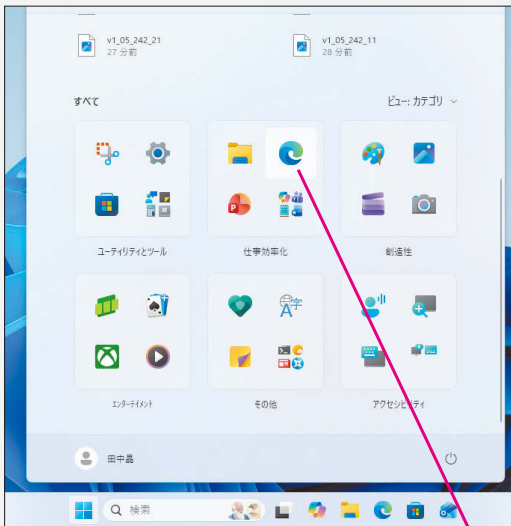 v1_05_242_21
27 分前
v1_05_242_11
28 分前
すべて
ビュー: カテゴリ
ユーティリティとツール
仕事効率化
創造性
エンターテイメント
その他
アクセシビリティ
田中晶
検索